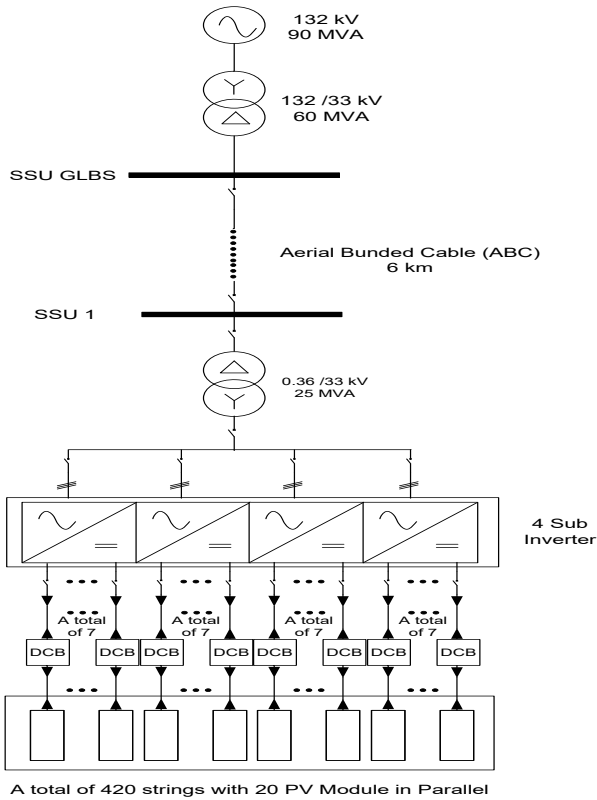 132 kV
90 MVA
132 /33 kV
60 MVA
SSU GLBS
Aerial Bunded Cable (ABC)
6 km
SSU 1
0.36 /33 kV
25 MVA
4 Sub
Inverter
A total
of 7
A total
of 7
A total
of 7
A total
of 7
DCB
DCB
DCB
DCB
DCB
DCB
DCB
DCB
A total of 420 strings with 20 PV Module in Parallel